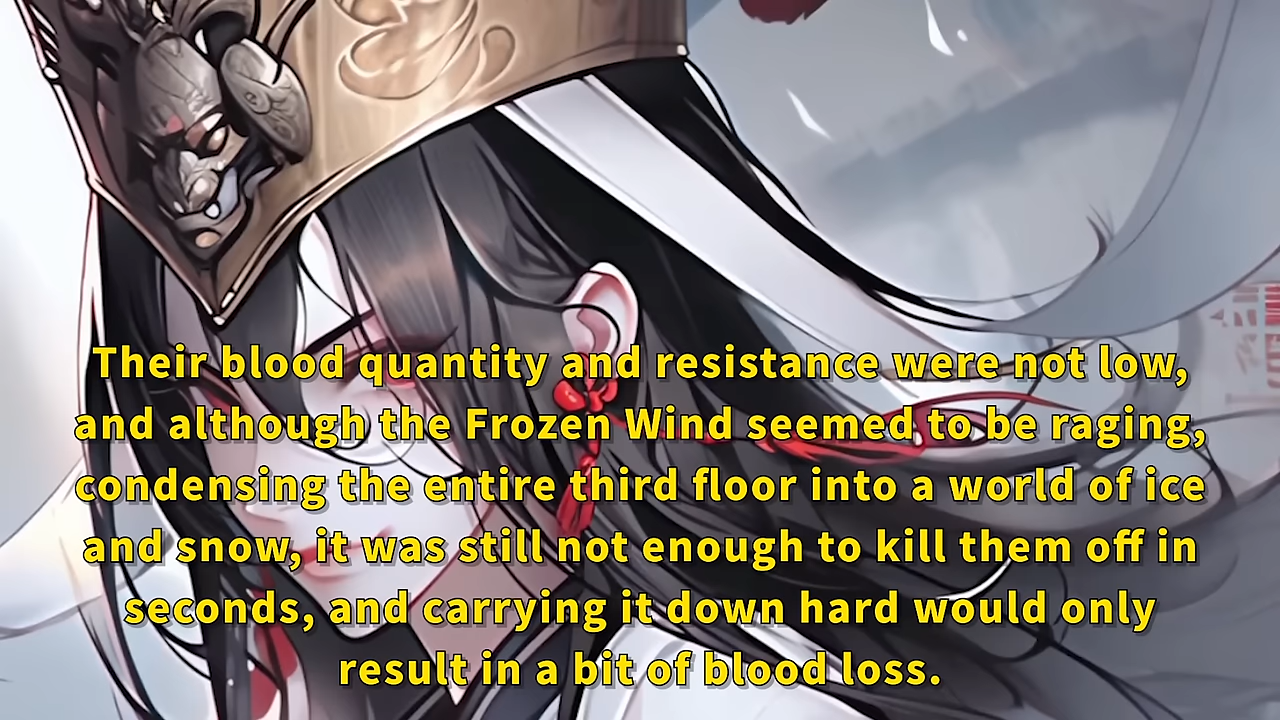 Their blood quantity and resistance were not low,
and although the Frozen Wind seemed to be raging,
condensing the entire third floor into a world of ice
and snow, it was still not enough to kill them off in
seconds, and carrying it down hard would only
result in a bit of blood loss.